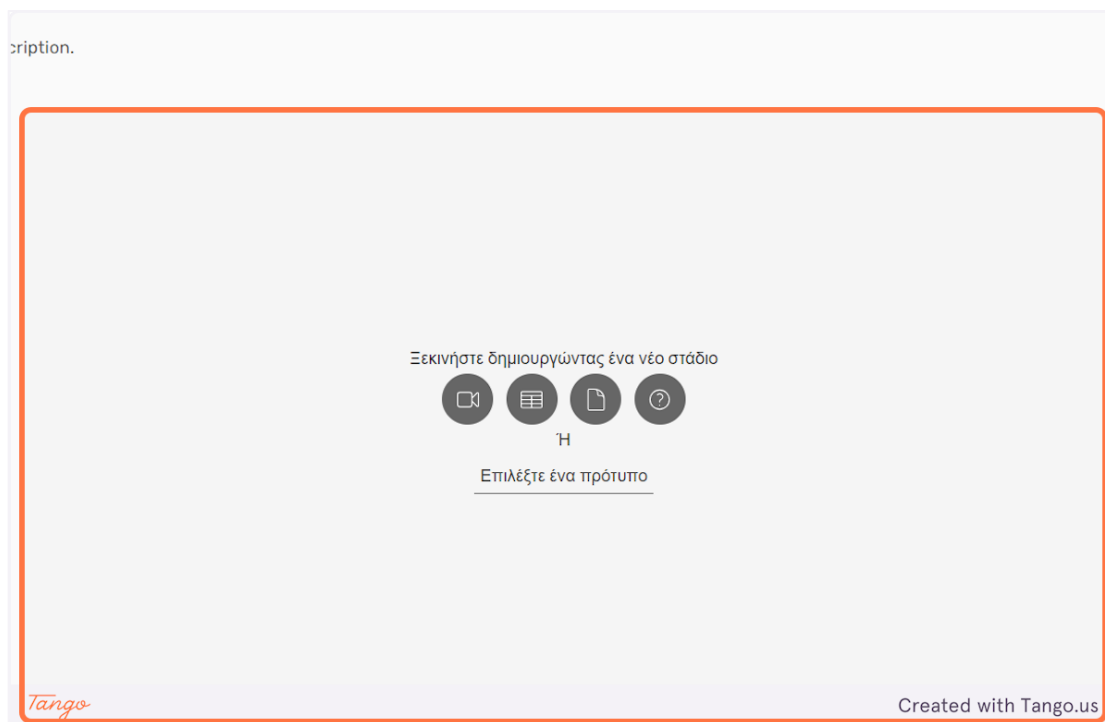 cription.
Ξεκινήστε δημιουργώντας ένα νέο στάδιο
Ή
Επιλέξτε ένα πρότυπο
Tango
Created with Tango.us